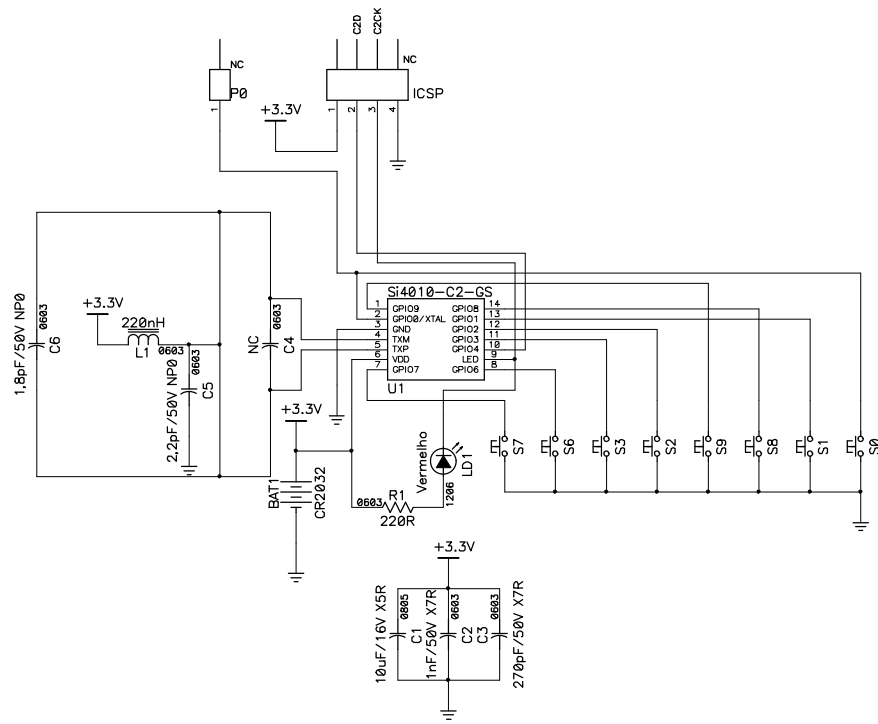 C2D
C2CK
NC
P0
1
NC
ICSP
1
2
3
4
+3.3V
Si4010-C2-GS
1 GPIO9
2 GPIO0/XTAL
3 GND
4 TXM
5 TXP
6 VDD
7 GPIO7
GPIO8 14
GPIO1 13
GPIO2 12
GPIO3 11
GPIO4 10
LED 9
GPIO6 8
U1
1,8pF/50V NP0
0603
C6
+3.3V
220nH
L1
0603
2,2pF/50V NP0
0603
C5
NC
0603
C4
+3.3V
BAT1
CR2032
0603
R1
220R
Vermelho
LD1
1206
S7
S6
S3
S2
S9
S8
S1
S0
+3.3V
10uF/16V X5R
0805
C1
1nF/50V X7R
0603
C2
C3
0603
270pF/50V X7R